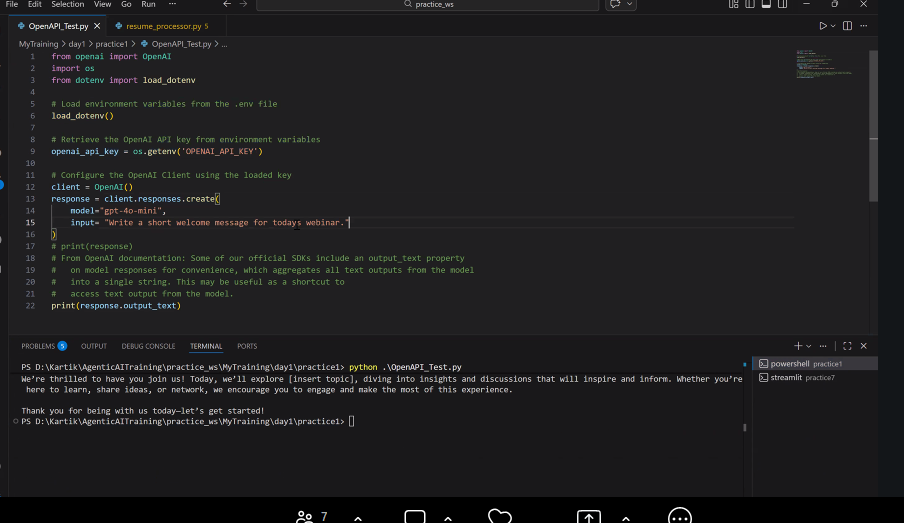 File Edit Selection View Go Run ···
practice_ws
OpenAPI_Test.py
resume_processor.py 5
MyTraining > day1 > practice1 > OpenAPI_Test.py > ...
1 from openai import OpenAI
2 import os
3 from dotenv import load_dotenv
4
5 # Load environment variables from the .env file
6 load_dotenv()
7
8 # Retrieve the OpenAI API key from environment variables
9 openai_api_key = os.getenv('OPENAI_API_KEY')
10
11 # Configure the OpenAI Client using the loaded key
12 client = OpenAI()
13 response = client.responses.create(
14 model="gpt-4o-mini",
15 input= "Write a short welcome message for todays webinar."
16 )
17 # print(response)
18 # From OpenAI documentation: Some of our official SDKs include an output_text property
19 # on model responses for convenience, which aggregates all text outputs from the model
20 # into a single string. This may be useful as a shortcut to
21 # access text output from the model.
22 print(response.output_text)
PROBLEMS 5 OUTPUT DEBUG CONSOLE TERMINAL PORTS
PS D:\Kartik\AgenticAITraining\practice_ws\MyTraining\day1\practice1> python .\OpenAPI_Test.py
We're thrilled to have you join us! Today, we'll explore [insert topic], diving into insights and discussions that will inspire and inform. Whether you're
here to learn, share ideas, or network, we encourage you to engage and make the most of this experience.
Thank you for being with us today—let's get started!
PS D:\Kartik\AgenticAITraining\practice_ws\MyTraining\day1\practice1>
powershell practice1
streamlit practice7
7